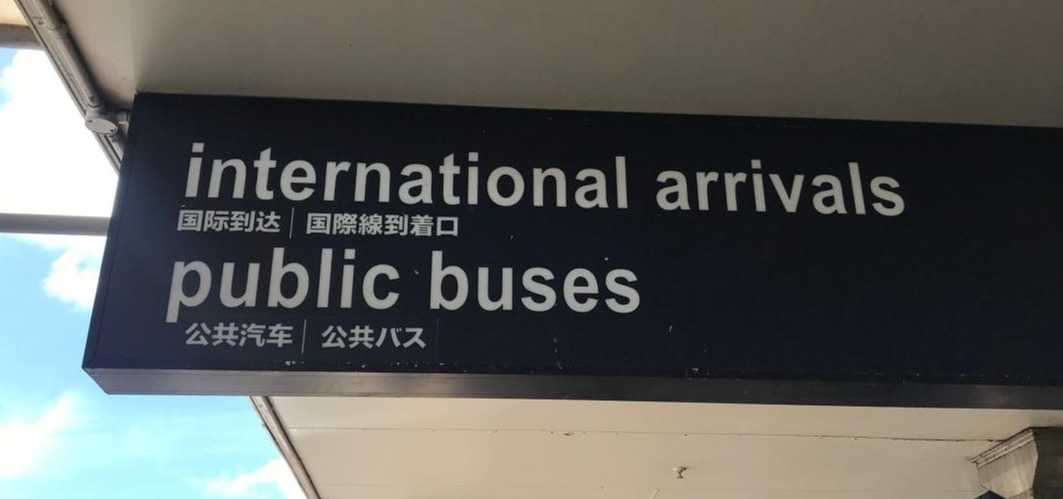 international arrivals
国际到达 | 国際線到着口
public buses
公共汽车 | 公共バス